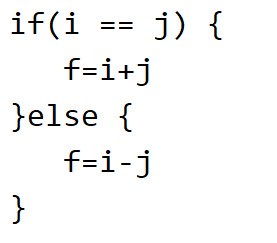 if(i == j) {
   f=i+j
}else {
   f=i-j
}